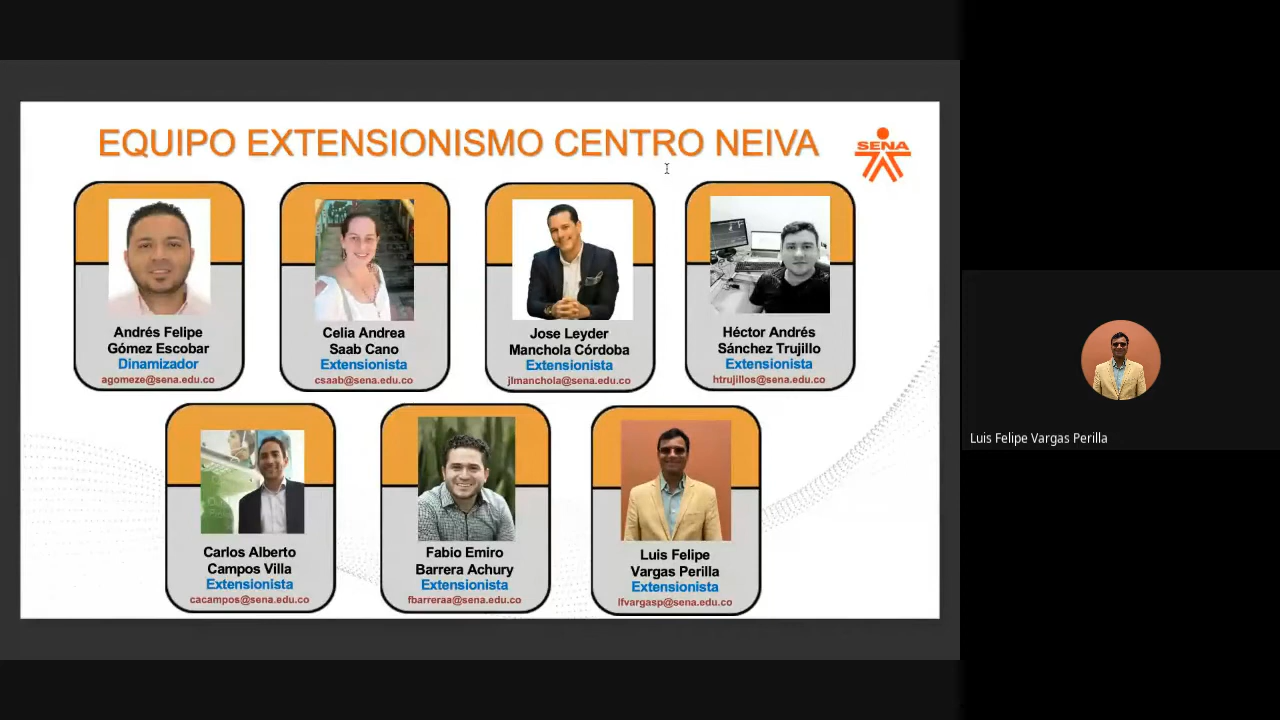 EQUIPO EXTENSIONISMO CENTRO NEIVA
SENA
Andrés Felipe
Gómez Escobar
Dinamizador
agomeze@sena.edu.co
Celia Andrea
Saab Cano
Extensionista
csaab@sena.edu.co
Jose Leyder
Manchola Córdoba
Extensionista
jlmanchola@sena.edu.co
Héctor Andrés
Sánchez Trujillo
Extensionista
htrujillos@sena.edu.co
Carlos Alberto
Campos Villa
Extensionista
cacampos@sena.edu.co
Fabio Emiro
Barrera Achury
Extensionista
fbarreraa@sena.edu.co
Luis Felipe
Vargas Perilla
Extensionista
lfvargasp@sena.edu.co
Luis Felipe Vargas Perilla